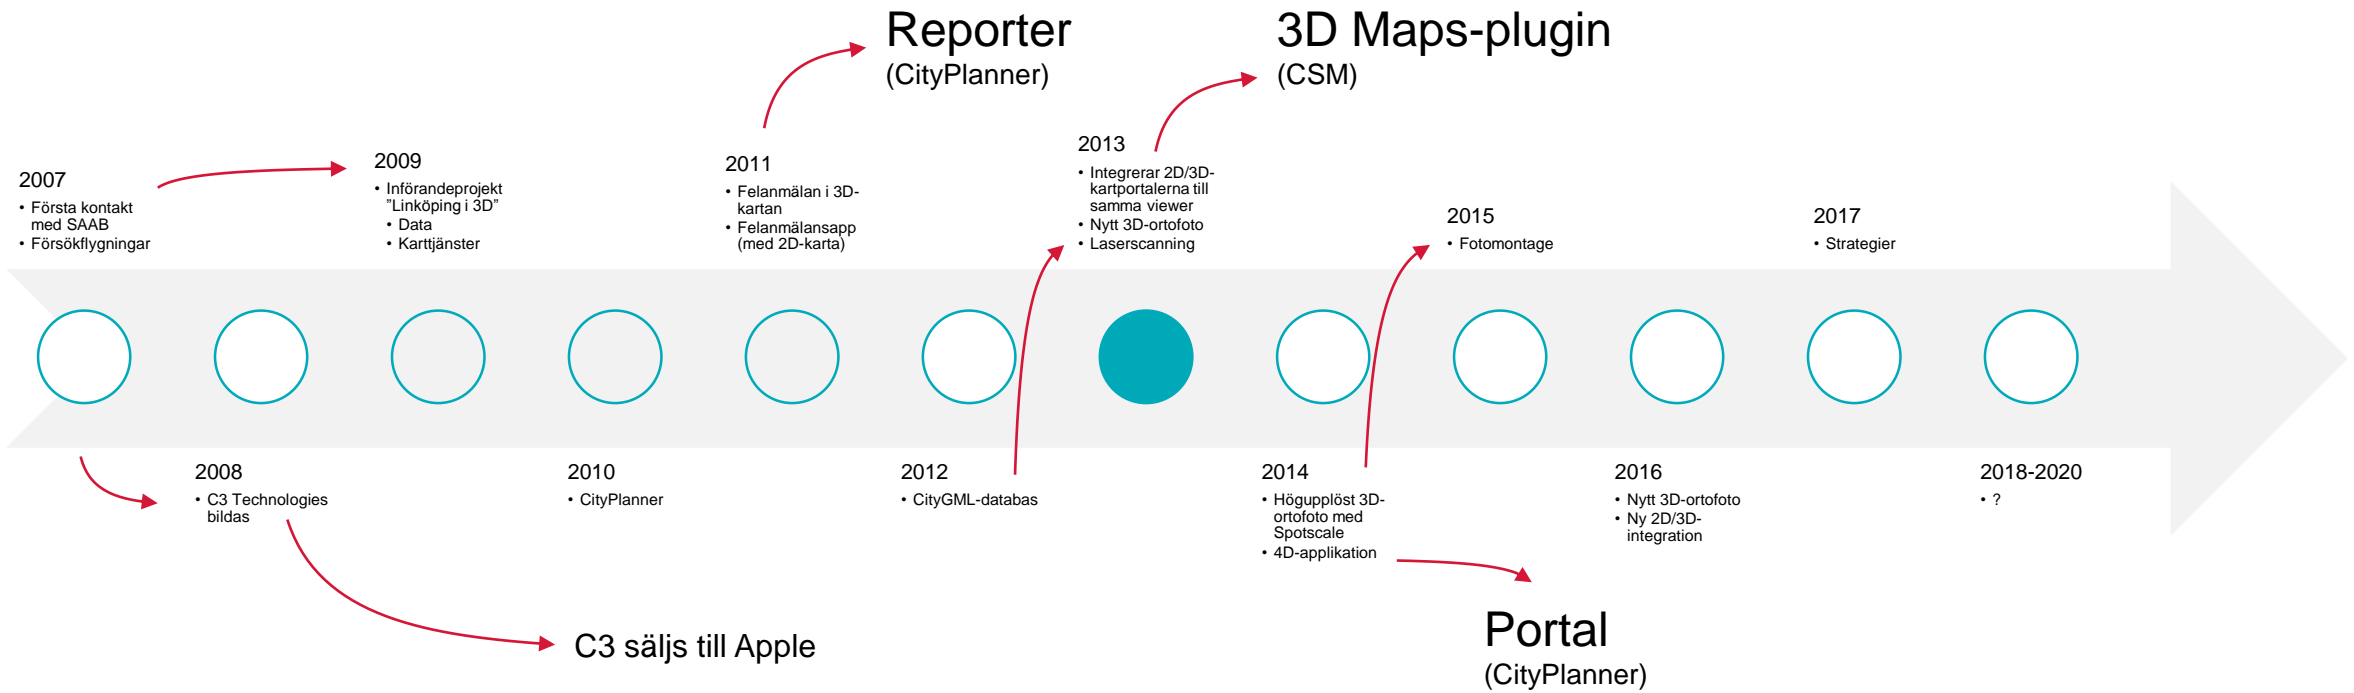 Reporter
(CityPlanner)
3D Maps-plugin
(CSM)
2007
• Första kontakt
med SAAB
• Försökflygningar
2009
• Införandeprojekt
”Linköping i 3D”
• Data
• Karttjänster
2011
• Felanmälan i 3D-
kartan
• Felanmälansapp
(med 2D-karta)
2013
• Integrerar 2D/3D-
kartportalerna till
samma viewer
• Nytt 3D-ortofoto
• Laserscanning
2015
• Fotomontage
2017
• Strategier
2008
• C3 Technologies
bildas
2010
• CityPlanner
2012
• CityGML-databas
2014
• Högupplöst 3D-
ortofoto med
Spotscale
• 4D-applikation
2016
• Nytt 3D-ortofoto
• Ny 2D/3D-
integration
2018-2020
• ?
C3 säljs till Apple
Portal
(CityPlanner)